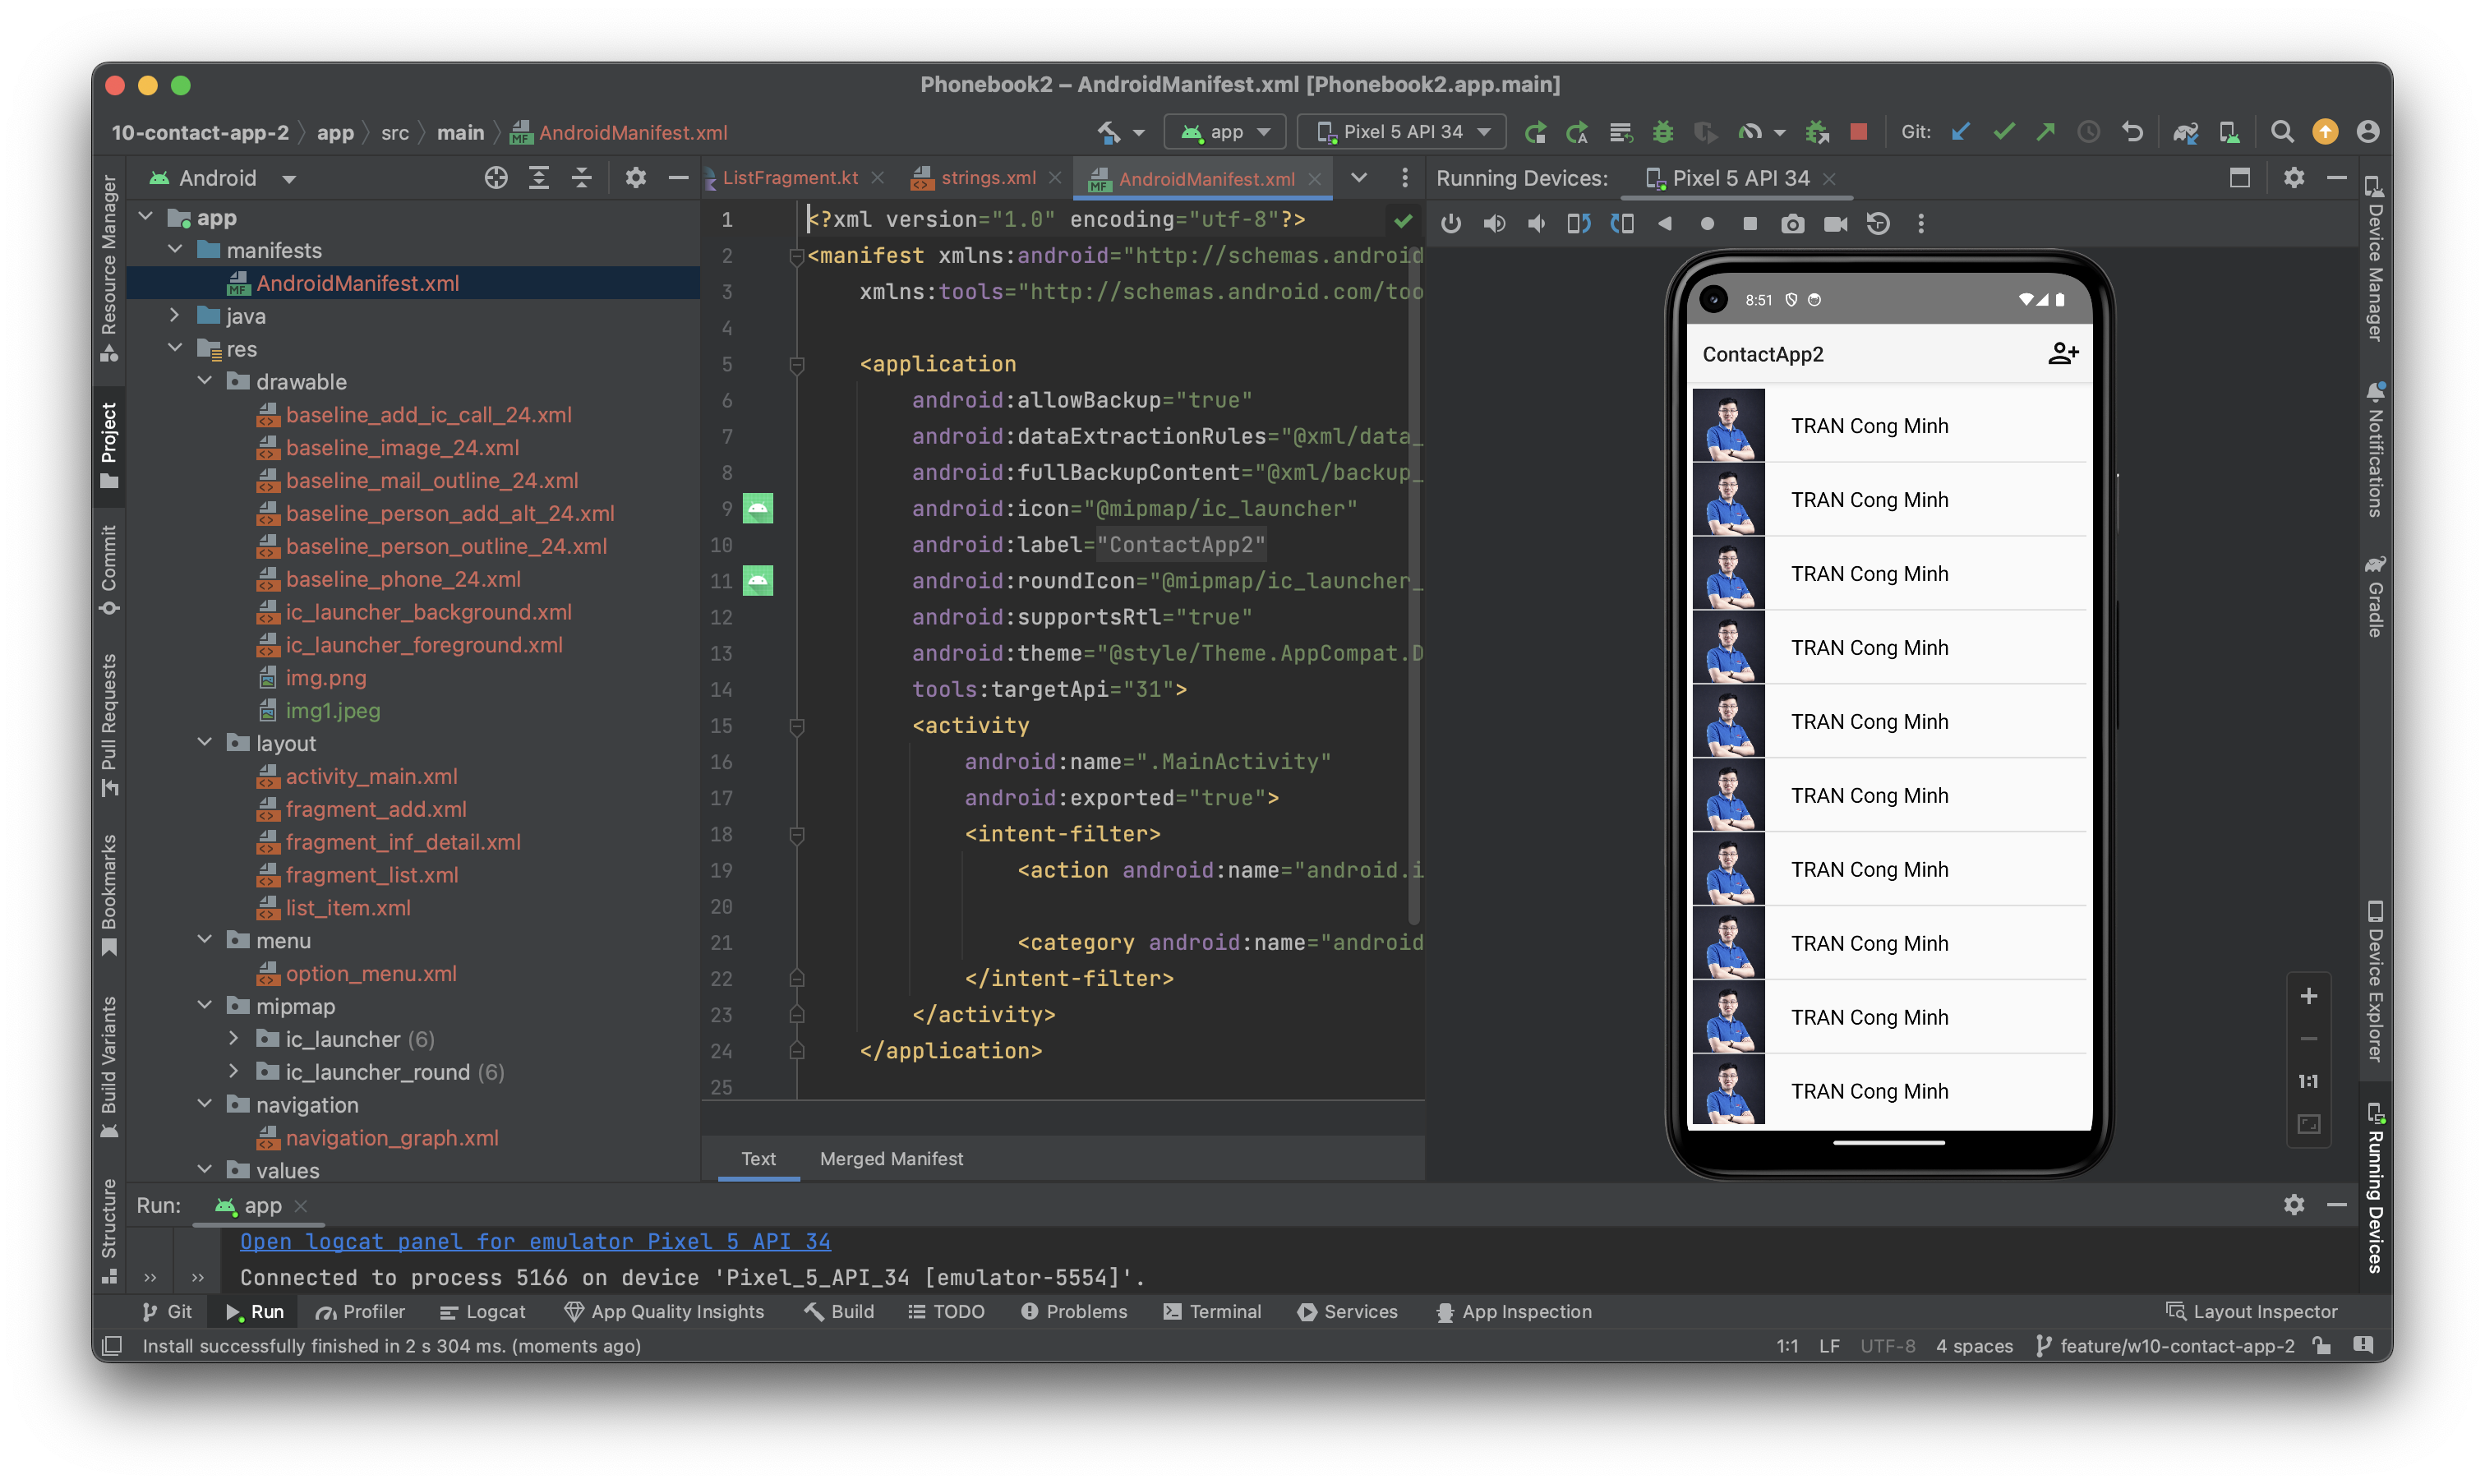 Phonebook2 – AndroidManifest.xml [Phonebook2.app.main]
10-contact-app-2 app src main AndroidManifest.xml
app
Pixel 5 API 34
Git:
Resource Manager
Project
Commit
Pull Requests
Bookmarks
Build Variants
Structure
Android
app
manifests
AndroidManifest.xml
java
res
drawable
baseline_add_ic_call_24.xml
baseline_image_24.xml
baseline_mail_outline_24.xml
baseline_person_add_alt_24.xml
baseline_person_outline_24.xml
baseline_phone_24.xml
ic_launcher_background.xml
ic_launcher_foreground.xml
img.png
img1.jpeg
layout
activity_main.xml
fragment_add.xml
fragment_inf_detail.xml
fragment_list.xml
list_item.xml
menu
option_menu.xml
mipmap
ic_launcher (6)
ic_launcher_round (6)
navigation
navigation_graph.xml
values
ListFragment.kt
strings.xml
AndroidManifest.xml
1 <?xml version="1.0" encoding="utf-8"?>
2 <manifest xmlns:android="http://schemas.android
3 xmlns:tools="http://schemas.android.com/too
4
5 <application
6 android:allowBackup="true"
7 android:dataExtractionRules="@xml/data_
8 android:fullBackupContent="@xml/backup_
9 android:icon="@mipmap/ic_launcher"
10 android:label="ContactApp2"
11 android:roundIcon="@mipmap/ic_launcher_
12 android:supportsRtl="true"
13 android:theme="@style/Theme.AppCompat.D
14 tools:targetApi="31">
15 <activity
16 android:name=".MainActivity"
17 android:exported="true">
18 <intent-filter>
19 <action android:name="android.i
20
21 <category android:name="android
22 </intent-filter>
23 </activity>
24 </application>
25
Text
Merged Manifest
Running Devices:
Pixel 5 API 34
8:51
ContactApp2
TRAN Cong Minh
TRAN Cong Minh
TRAN Cong Minh
TRAN Cong Minh
TRAN Cong Minh
TRAN Cong Minh
TRAN Cong Minh
TRAN Cong Minh
TRAN Cong Minh
TRAN Cong Minh
1:1
Device Manager
Notifications
Gradle
Device Explorer
Running Devices
Run:
app
Open logcat panel for emulator Pixel 5 API 34
Connected to process 5166 on device 'Pixel_5_API_34 [emulator-5554]'.
Git
Run
Profiler
Logcat
App Quality Insights
Build
TODO
Problems
Terminal
Services
App Inspection
Layout Inspector
Install successfully finished in 2 s 304 ms. (moments ago)
1:1
LF
UTF-8
4 spaces
feature/w10-contact-app-2